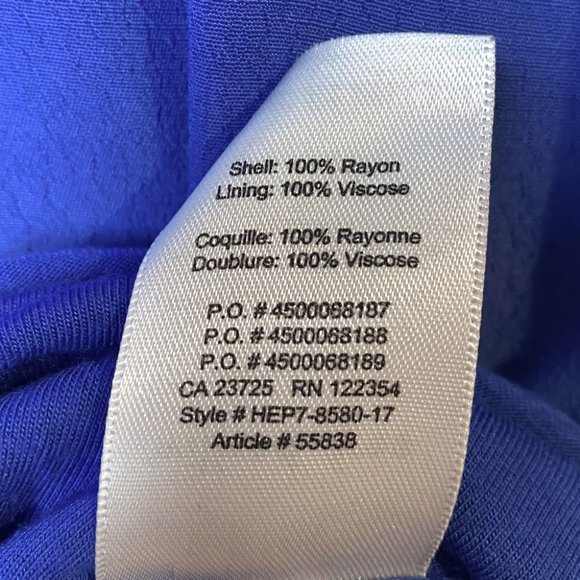 Shell: 100% Rayon
Lining: 100% Viscose
Coquille: 100% Rayonne
Doublure: 100% Viscose
P.O. # 4500068187
P.O. # 4500068188
P.O. # 4500068189
CA 23725 RN 122354
Style # HEP7-8580-17
Article # 55838